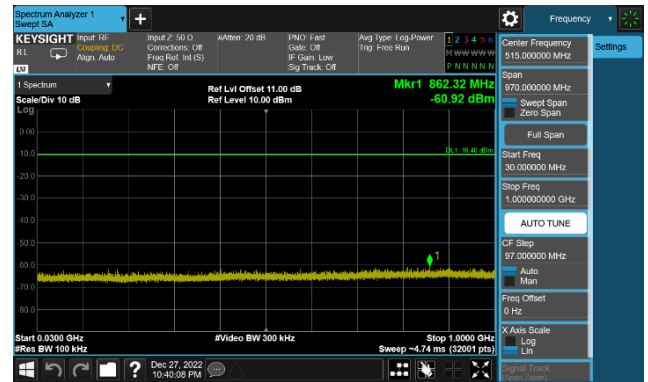 Spectrum Analyzer 1
Swept SA
Frequency
KEYSIGHT
RL
LXI
Input: RF
Coupling: DC
Align: Auto
Input Z: 50 Ω
Corrections: Off
Freq Ref: Int (S)
NFE: Off
#Atten: 20 dB
PNO: Fast
Gate: Off
IF Gain: Low
Sig Track: Off
Avg Type: Log-Power
Trig: Free Run
1 2 3 4 5 6
M W W W W W
P N N N N N
1 Spectrum
Scale/Div 10 dB
Ref Lvl Offset 11.00 dB
Ref Level 10.00 dBm
Mkr1 862.32 MHz
-60.92 dBm
Log
0.00
-10.0
-20.0
-30.0
-40.0
-50.0
-60.0
-70.0
-80.0
DL1 -10.40 dBm
1
Start 0.0300 GHz
#Res BW 100 kHz
#Video BW 300 kHz
Stop 1.0000 GHz
Sweep ~4.74 ms (32001 pts)
Dec 27, 2022
10:40:08 PM
Center Frequency
515.000000 MHz
Settings
Span
970.000000 MHz
Swept Span
Zero Span
Full Span
Start Freq
30.000000 MHz
Stop Freq
1.000000000 GHz
AUTO TUNE
CF Step
97.000000 MHz
Auto
Man
Freq Offset
0 Hz
X Axis Scale
Log
Lin
Signal Track
(Span Zoom)